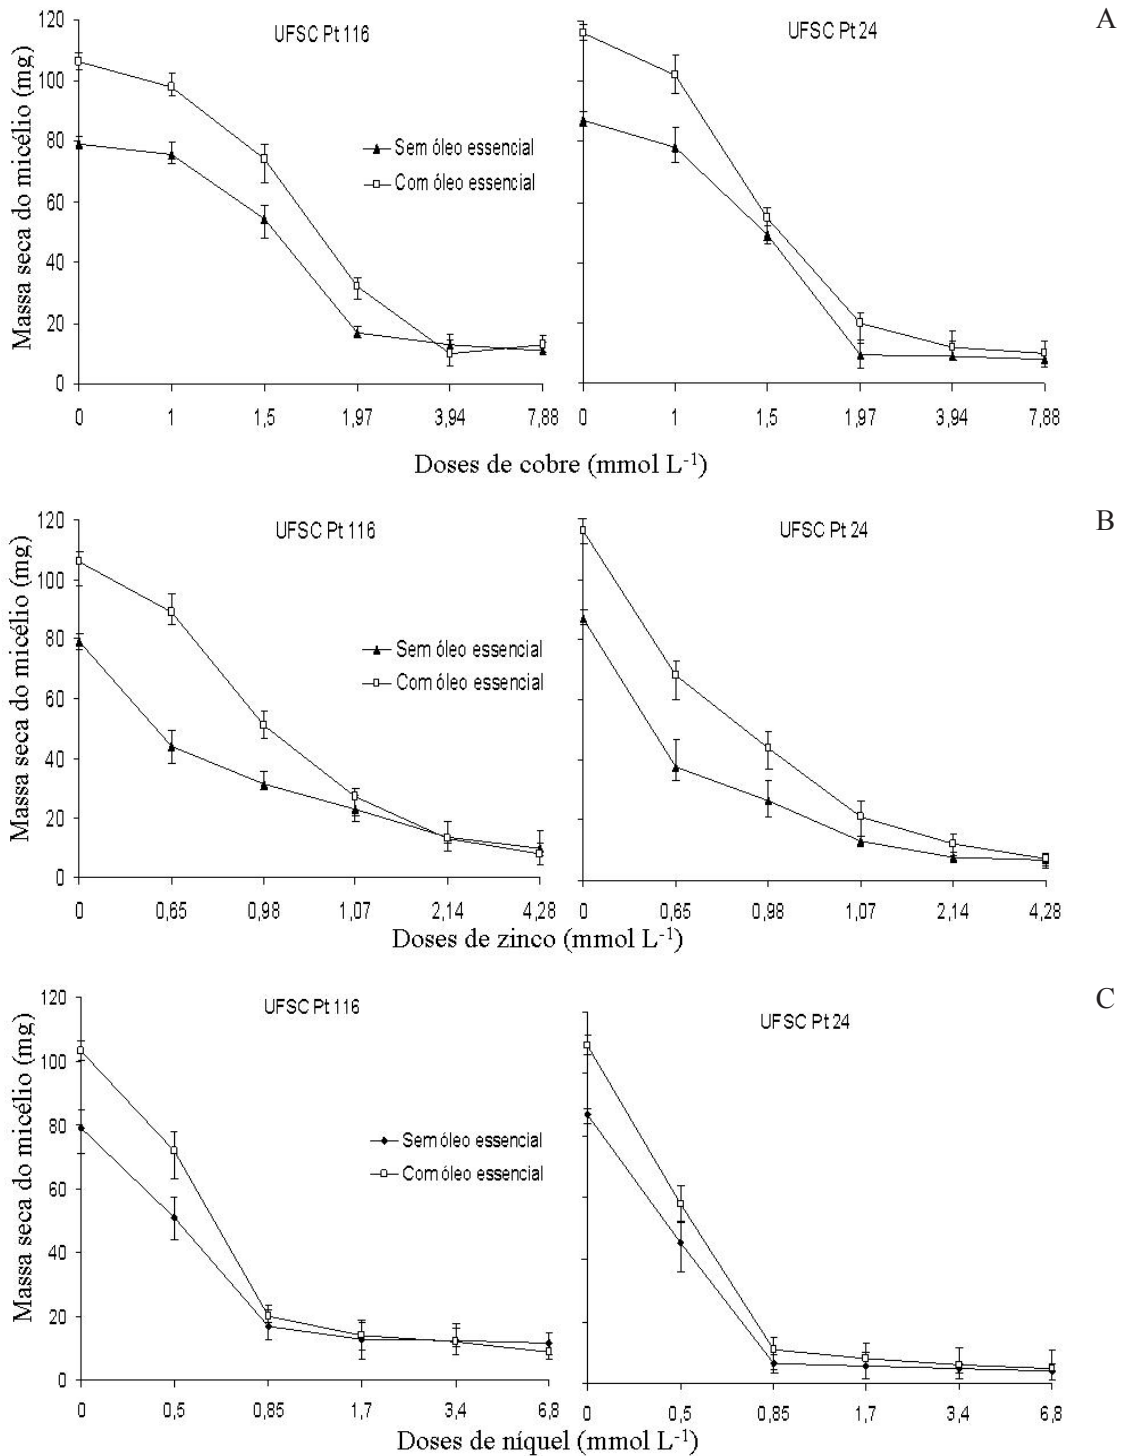 A
UFSC Pt 116
UFSC Pt 24
Massa seca do micélio (mg)
120
100
80
60
40
20
0
Sem óleo essencial
Com óleo essencial
0 1 1,5 1,97 3,94 7,88
0 1 1,5 1,97 3,94 7,88
Doses de cobre (mmol L⁻¹)
B
UFSC Pt 116
UFSC Pt 24
Massa seca do micélio (mg)
120
100
80
60
40
20
0
Sem óleo essencial
Com óleo essencial
0 0,65 0,98 1,07 2,14 4,28
0 0,65 0,98 1,07 2,14 4,28
Doses de zinco (mmol L⁻¹)
C
UFSC Pt 116
UFSC Pt 24
Massa seca do micélio (mg)
120
100
80
60
40
20
0
Sem óleo essencial
Com óleo essencial
0 0,5 0,85 1,7 3,4 6,8
0 0,5 0,85 1,7 3,4 6,8
Doses de níquel (mmol L⁻¹)